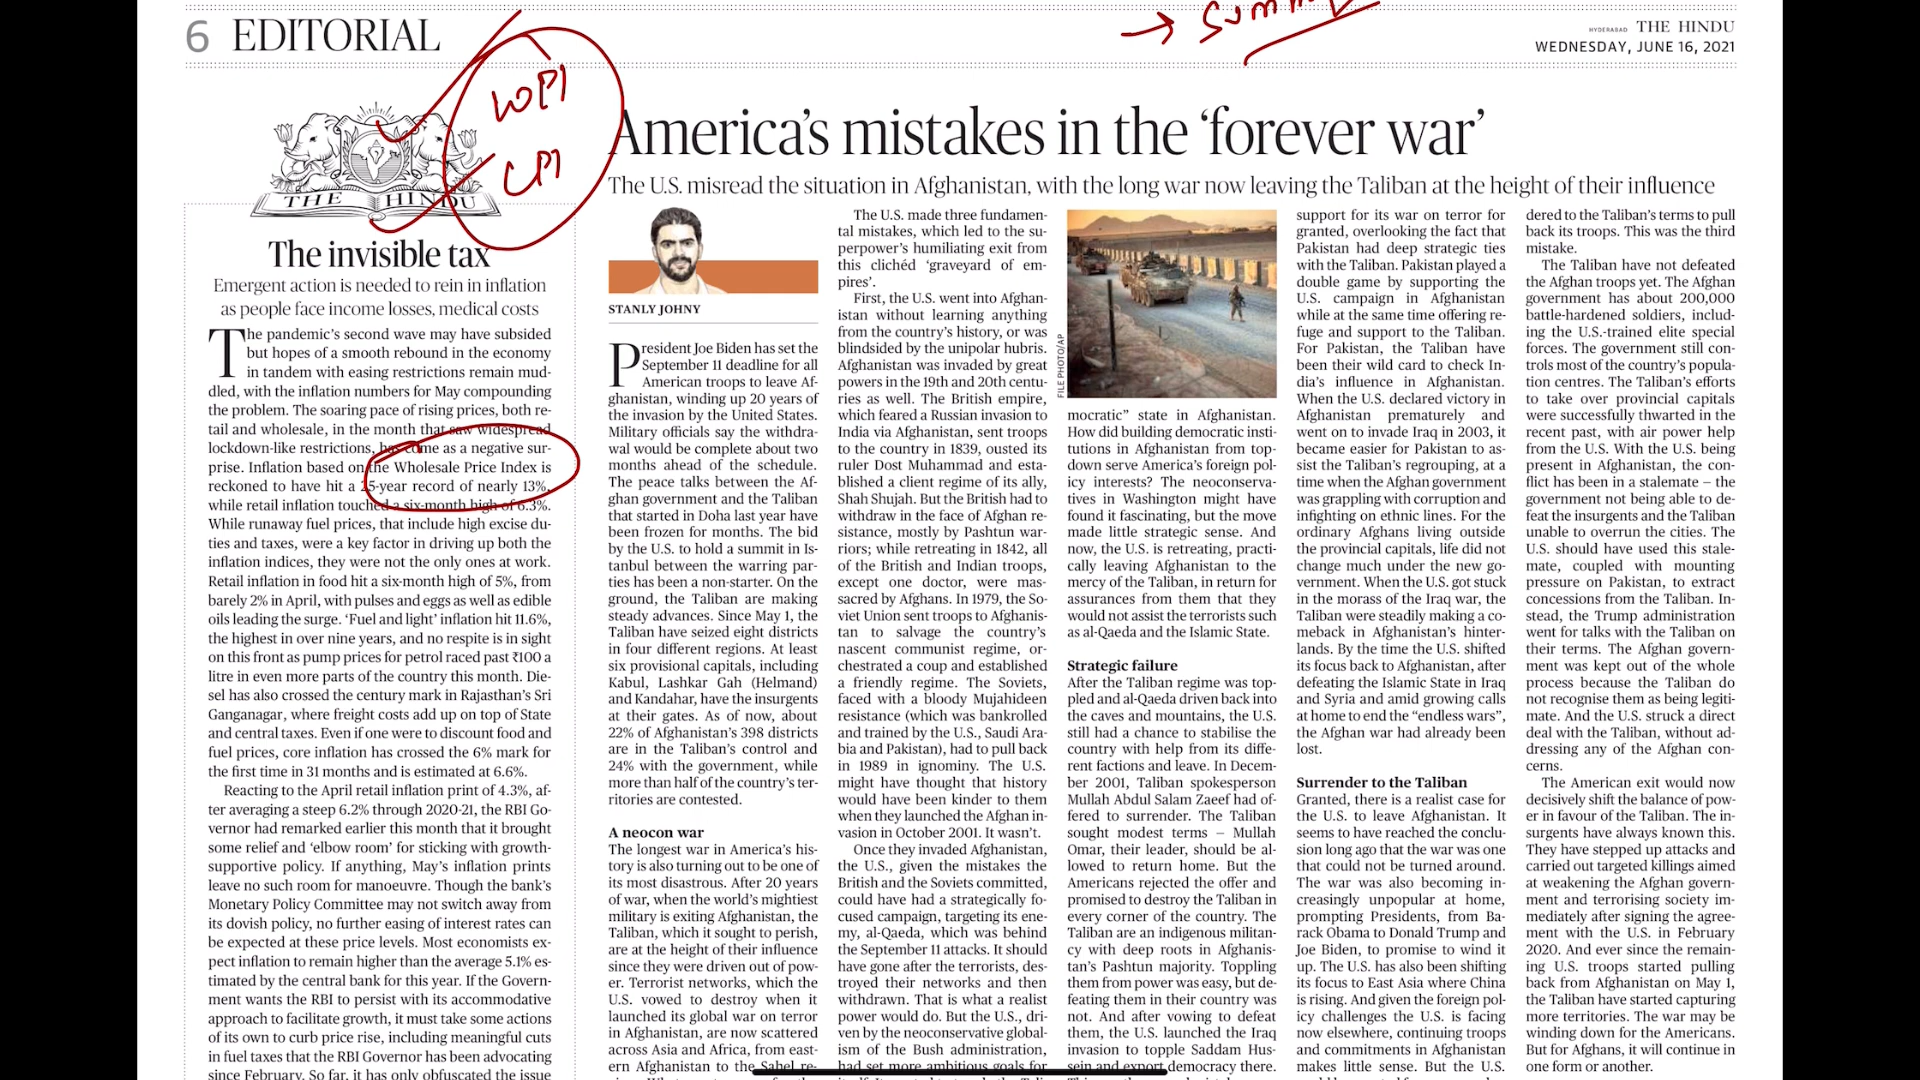 6 EDITORIAL
HYDERABAD THE HINDU
WEDNESDAY, JUNE 16, 2021
WPI
CPI
THE HINDU
The invisible tax
Emergent action is needed to rein in inflation
as people face income losses, medical costs
The pandemic's second wave may have subsided
but hopes of a smooth rebound in the economy
in tandem with easing restrictions remain mud-
dled, with the inflation numbers for May compounding
the problem. The soaring pace of rising prices, both re-
tail and wholesale, in the month that saw widespread
lockdown-like restrictions, has come as a negative sur-
prise. Inflation based on the Wholesale Price Index is
reckoned to have hit a 25-year record of nearly 13%,
while retail inflation touched a six-month high of 6.3%.
While runaway fuel prices, that include high excise du-
ties and taxes, were a key factor in driving up both the
inflation indices, they were not the only ones at work.
Retail inflation in food hit a six-month high of 5%, from
barely 2% in April, with pulses and eggs as well as edible
oils leading the surge. 'Fuel and light' inflation hit 11.6%,
the highest in over nine years, and no respite is in sight
on this front as pump prices for petrol raced past ₹100 a
litre in even more parts of the country this month. Die-
sel has also crossed the century mark in Rajasthan's Sri
Ganganagar, where freight costs add up on top of State
and central taxes. Even if one were to discount food and
fuel prices, core inflation has crossed the 6% mark for
the first time in 31 months and is estimated at 6.6%.
Reacting to the April retail inflation print of 4.3%, af-
ter averaging a steep 6.2% through 2020-21, the RBI Go-
vernor had remarked earlier this month that it brought
some relief and 'elbow room' for sticking with growth-
supportive policy. If anything, May's inflation prints
leave no such room for manoeuvre. Though the bank's
Monetary Policy Committee may not switch away from
its dovish policy, no further easing of interest rates can
be expected at these price levels. Most economists ex-
pect inflation to remain higher than the average 5.1% es-
timated by the central bank for this year. If the Govern-
ment wants the RBI to persist with its accommodative
approach to facilitate growth, it must take some actions
of its own to curb price rise, including meaningful cuts
in fuel taxes that the RBI Governor has been advocating
since February. So far, it has only obfuscated the issue
America's mistakes in the 'forever war'
The U.S. misread the situation in Afghanistan, with the long war now leaving the Taliban at the height of their influence
STANLY JOHNY
President Joe Biden has set the
September 11 deadline for all
American troops to leave Af-
ghanistan, winding up 20 years of
the invasion by the United States.
Military officials say the withdra-
wal would be complete about two
months ahead of the schedule.
The peace talks between the Af-
ghan government and the Taliban
that started in Doha last year have
been frozen for months. The bid
by the U.S. to hold a summit in Is-
tanbul between the warring par-
ties has been a non-starter. On the
ground, the Taliban are making
steady advances. Since May 1, the
Taliban have seized eight districts
in four different regions. At least
six provisional capitals, including
Kabul, Lashkar Gah (Helmand)
and Kandahar, have the insurgents
at their gates. As of now, about
22% of Afghanistan's 398 districts
are in the Taliban's control and
24% with the government, while
more than half of the country's ter-
ritories are contested.
A neocon war
The longest war in America's his-
tory is also turning out to be one of
its most disastrous. After 20 years
of war, when the world's mightiest
military is exiting Afghanistan, the
Taliban, which it sought to perish,
are at the height of their influence
since they were driven out of pow-
er. Terrorist networks, which the
U.S. vowed to destroy when it
launched its global war on terror
in Afghanistan, are now scattered
across Asia and Africa, from east-
ern Afghanistan to the Sahel re-
The U.S. made three fundamen-
tal mistakes, which led to the su-
perpower's humiliating exit from
this clichéd 'graveyard of em-
pires'.
First, the U.S. went into Afghan-
istan without learning anything
from the country's history, or was
blindsided by the unipolar hubris.
Afghanistan was invaded by great
powers in the 19th and 20th centu-
ries as well. The British empire,
which feared a Russian invasion to
India via Afghanistan, sent troops
to the country in 1839, ousted its
ruler Dost Muhammad and esta-
blished a client regime of its ally,
Shah Shujah. But the British had to
withdraw in the face of Afghan re-
sistance, mostly by Pashtun war-
riors; while retreating in 1842, all
of the British and Indian troops,
except one doctor, were mas-
sacred by Afghans. In 1979, the So-
viet Union sent troops to Afghanis-
tan to salvage the country's
nascent communist regime, or-
chestrated a coup and established
a friendly regime. The Soviets,
faced with a bloody Mujahideen
resistance (which was bankrolled
and trained by the U.S., Saudi Ara-
bia and Pakistan), had to pull back
in 1989 in ignominy. The U.S.
might have thought that history
would have been kinder to them
when they launched the Afghan in-
vasion in October 2001. It wasn't.
Once they invaded Afghanistan,
the U.S., given the mistakes the
British and the Soviets committed,
could have had a strategically fo-
cused campaign, targeting its ene-
my, al-Qaeda, which was behind
the September 11 attacks. It should
have gone after the terrorists, des-
troyed their networks and then
withdrawn. That is what a realist
power would do. But the U.S., dri-
ven by the neoconservative global-
ism of the Bush administration,
had set more ambitious goals for
FILE PHOTO/AP
mocratic" state in Afghanistan.
How did building democratic insti-
tutions in Afghanistan from top-
down serve America's foreign pol-
icy interests? The neoconserva-
tives in Washington might have
found it fascinating, but the move
made little strategic sense. And
now, the U.S. is retreating, practi-
cally leaving Afghanistan to the
mercy of the Taliban, in return for
assurances from them that they
would not assist the terrorists such
as al-Qaeda and the Islamic State.
Strategic failure
After the Taliban regime was top-
pled and al-Qaeda driven back into
the caves and mountains, the U.S.
still had a chance to stabilise the
country with help from its diffe-
rent factions and leave. In Decem-
ber 2001, Taliban spokesperson
Mullah Abdul Salam Zaeef had of-
fered to surrender. The Taliban
sought modest terms — Mullah
Omar, their leader, should be al-
lowed to return home. But the
Americans rejected the offer and
promised to destroy the Taliban in
every corner of the country. The
Taliban are an indigenous militan-
cy with deep roots in Afghanis-
tan's Pashtun majority. Toppling
them from power was easy, but de-
feating them in their country was
not. And after vowing to defeat
them, the U.S. launched the Iraq
invasion to topple Saddam Hus-
sein and export democracy there.
support for its war on terror for
granted, overlooking the fact that
Pakistan had deep strategic ties
with the Taliban. Pakistan played a
double game by supporting the
U.S. campaign in Afghanistan
while at the same time offering re-
fuge and support to the Taliban.
For Pakistan, the Taliban have
been their wild card to check In-
dia's influence in Afghanistan.
When the U.S. declared victory in
Afghanistan prematurely and
went on to invade Iraq in 2003, it
became easier for Pakistan to as-
sist the Taliban's regrouping, at a
time when the Afghan government
was grappling with corruption and
infighting on ethnic lines. For the
ordinary Afghans living outside
the provincial capitals, life did not
change much under the new go-
vernment. When the U.S. got stuck
in the morass of the Iraq war, the
Taliban were steadily making a co-
meback in Afghanistan's hinter-
lands. By the time the U.S. shifted
its focus back to Afghanistan, after
defeating the Islamic State in Iraq
and Syria and amid growing calls
at home to end the "endless wars",
the Afghan war had already been
lost.
Surrender to the Taliban
Granted, there is a realist case for
the U.S. to leave Afghanistan. It
seems to have reached the conclu-
sion long ago that the war was one
that could not be turned around.
The war was also becoming in-
creasingly unpopular at home,
prompting Presidents, from Ba-
rack Obama to Donald Trump and
Joe Biden, to promise to wind it
up. The U.S. has also been shifting
its focus to East Asia where China
is rising. And given the foreign pol-
icy challenges the U.S. is facing
now elsewhere, continuing troops
and commitments in Afghanistan
makes little sense. But the U.S.
dered to the Taliban's terms to pull
back its troops. This was the third
mistake.
The Taliban have not defeated
the Afghan troops yet. The Afghan
government has about 200,000
battle-hardened soldiers, includ-
ing the U.S.-trained elite special
forces. The government still con-
trols most of the country's popula-
tion centres. The Taliban's efforts
to take over provincial capitals
were successfully thwarted in the
recent past, with air power help
from the U.S. With the U.S. being
present in Afghanistan, the con-
flict has been in a stalemate — the
government not being able to de-
feat the insurgents and the Taliban
unable to overrun the cities. The
U.S. should have used this stale-
mate, coupled with mounting
pressure on Pakistan, to extract
concessions from the Taliban. In-
stead, the Trump administration
went for talks with the Taliban on
their terms. The Afghan govern-
ment was kept out of the whole
process because the Taliban do
not recognise them as being legiti-
mate. And the U.S. struck a direct
deal with the Taliban, without ad-
dressing any of the Afghan con-
cerns.
The American exit would now
decisively shift the balance of pow-
er in favour of the Taliban. The in-
surgents have always known this.
They have stepped up attacks and
carried out targeted killings aimed
at weakening the Afghan govern-
ment and terrorising society im-
mediately after signing the agree-
ment with the U.S. in February
2020. And ever since the remain-
ing U.S. troops started pulling
back from Afghanistan on May 1,
the Taliban have started capturing
more territories. The war may be
winding down for the Americans.
But for Afghans, it will continue in
one form or another.